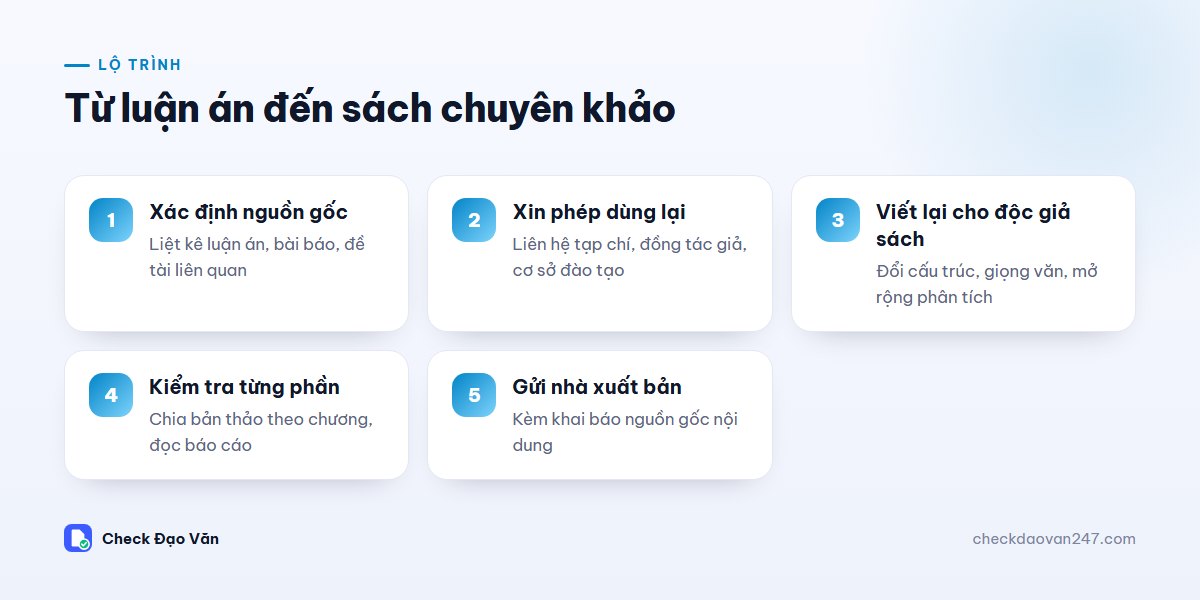 LỘ TRÌNH
Từ luận án đến sách chuyên khảo
1
Xác định nguồn gốc
Liệt kê luận án, bài báo, đề
tài liên quan
2
Xin phép dùng lại
Liên hệ tạp chí, đồng tác giả,
cơ sở đào tạo
3
Viết lại cho độc giả
sách
Đổi cấu trúc, giọng văn, mở
rộng phân tích
4
Kiểm tra từng phần
Chia bản thảo theo chương,
đọc báo cáo
5
Gửi nhà xuất bản
Kèm khai báo nguồn gốc nội
dung
Check Đạo Văn
checkdaovan247.com